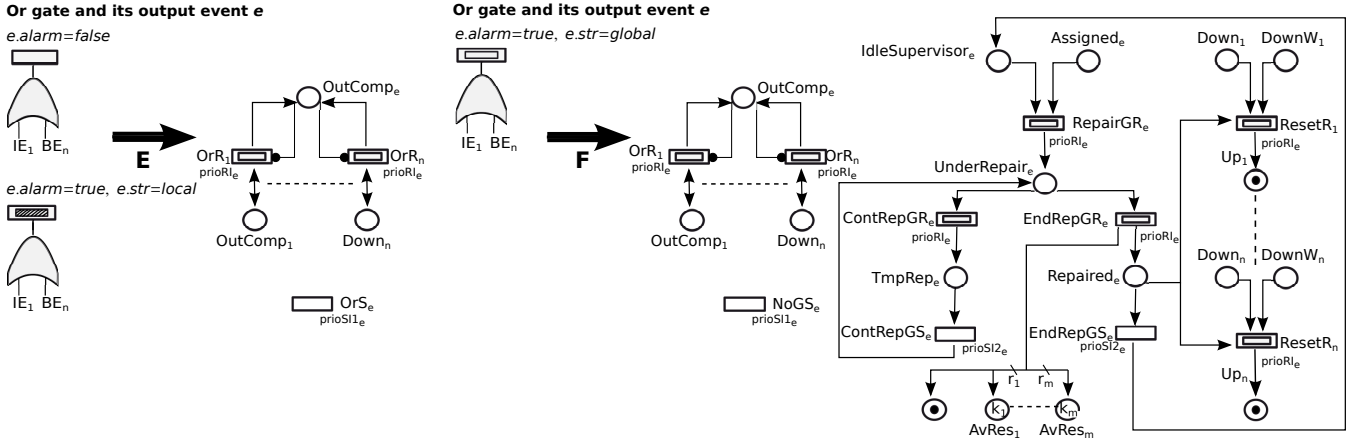 Or gate and its output event e
e.alarm=false
IE1 BEn
E
e.alarm=true, e.str=local
IE1 BEn
OutCompe
OrR1
prioRIe
OrRn
prioRIe
OutComp1
Downn
OrSe
prioSI1e
Or gate and its output event e
e.alarm=true, e.str=global
IE1 BEn
F
OutCompe
OrR1
prioRIe
OrRn
prioRIe
OutComp1
Downn
NoGSe
prioSI1e
IdleSupervisore
Assignede
RepairGRe
prioRIe
UnderRepaire
ContRepGRe
prioRIe
EndRepGRe
prioRIe
TmpRepe
Repairede
ContRepGSe
prioSI2e
EndRepGSe
prioSI2e
r1
rm
k1
km
AvRes1
AvResm
Down1
DownW1
ResetR1
prioRIe
Up1
Downn
DownWn
ResetRn
prioRIe
Upn